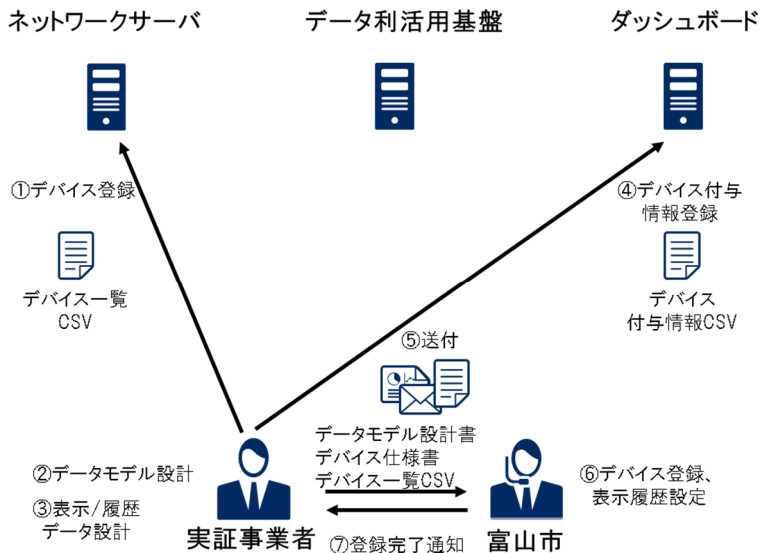 ネットワークサーバ
データ利活用基盤
ダッシュボード
①デバイス登録
デバイス一覧
CSV
④デバイス付与
情報登録
デバイス
付与情報CSV
⑤送付
データモデル設計書
デバイス仕様書
デバイス一覧CSV
②データモデル設計
③表示/履歴
データ設計
⑥デバイス登録、
表示履歴設定
実証事業者
⑦登録完了通知
富山市